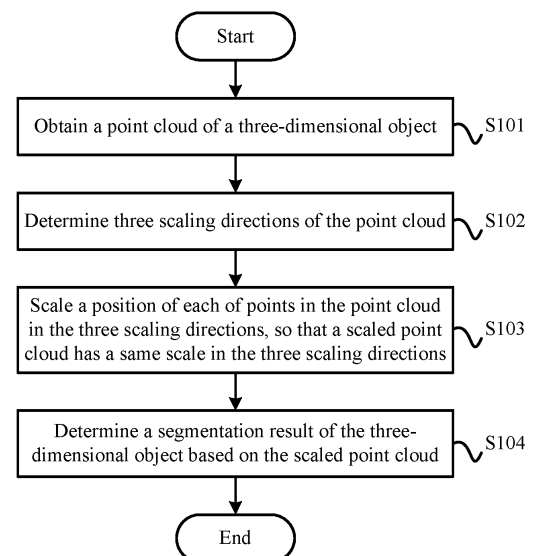 Start
Obtain a point cloud of a three-dimensional object
S101
Determine three scaling directions of the point cloud
S102
Scale a position of each of points in the point cloud
in the three scaling directions, so that a scaled point
cloud has a same scale in the three scaling directions
S103
Determine a segmentation result of the three-
dimensional object based on the scaled point cloud
S104
End